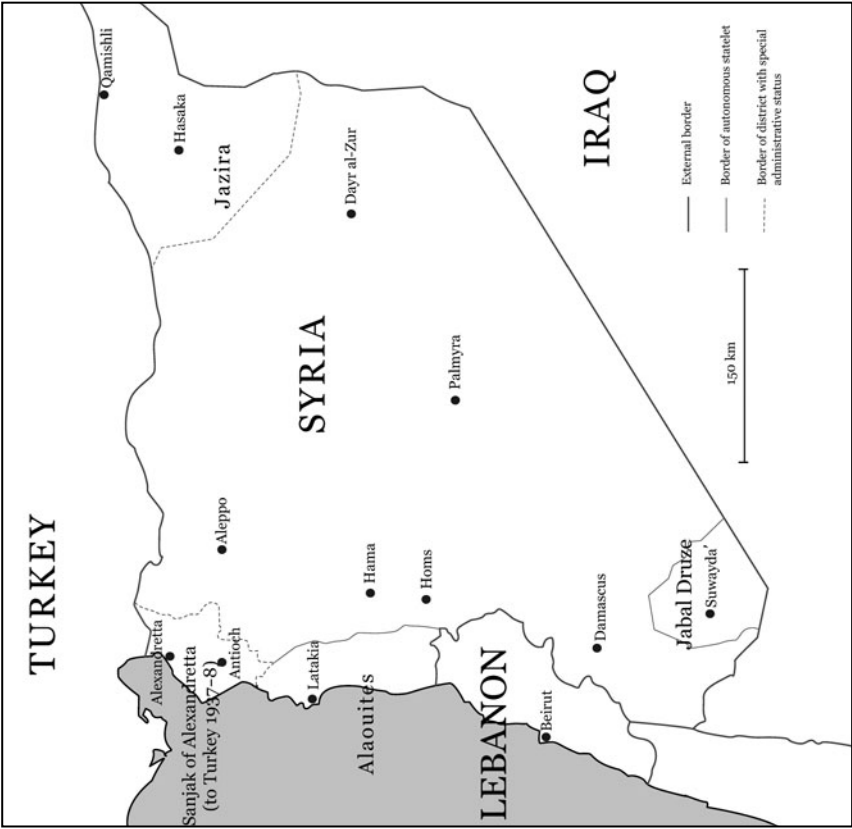 TURKEY
Qamishli
Hasaka
Jazira
Dayr al-Zur
IRAQ
SYRIA
Palmyra
Aleppo
Hama
Homs
Alexandretta
Sanjak of Alexandretta
(to Turkey 1937–8)
Antioch
Latakia
Alaouites
LEBANON
Beirut
Damascus
Jabal Druze
Suwayda'
150 km
External border
Border of autonomous statelet
Border of district with special
administrative status